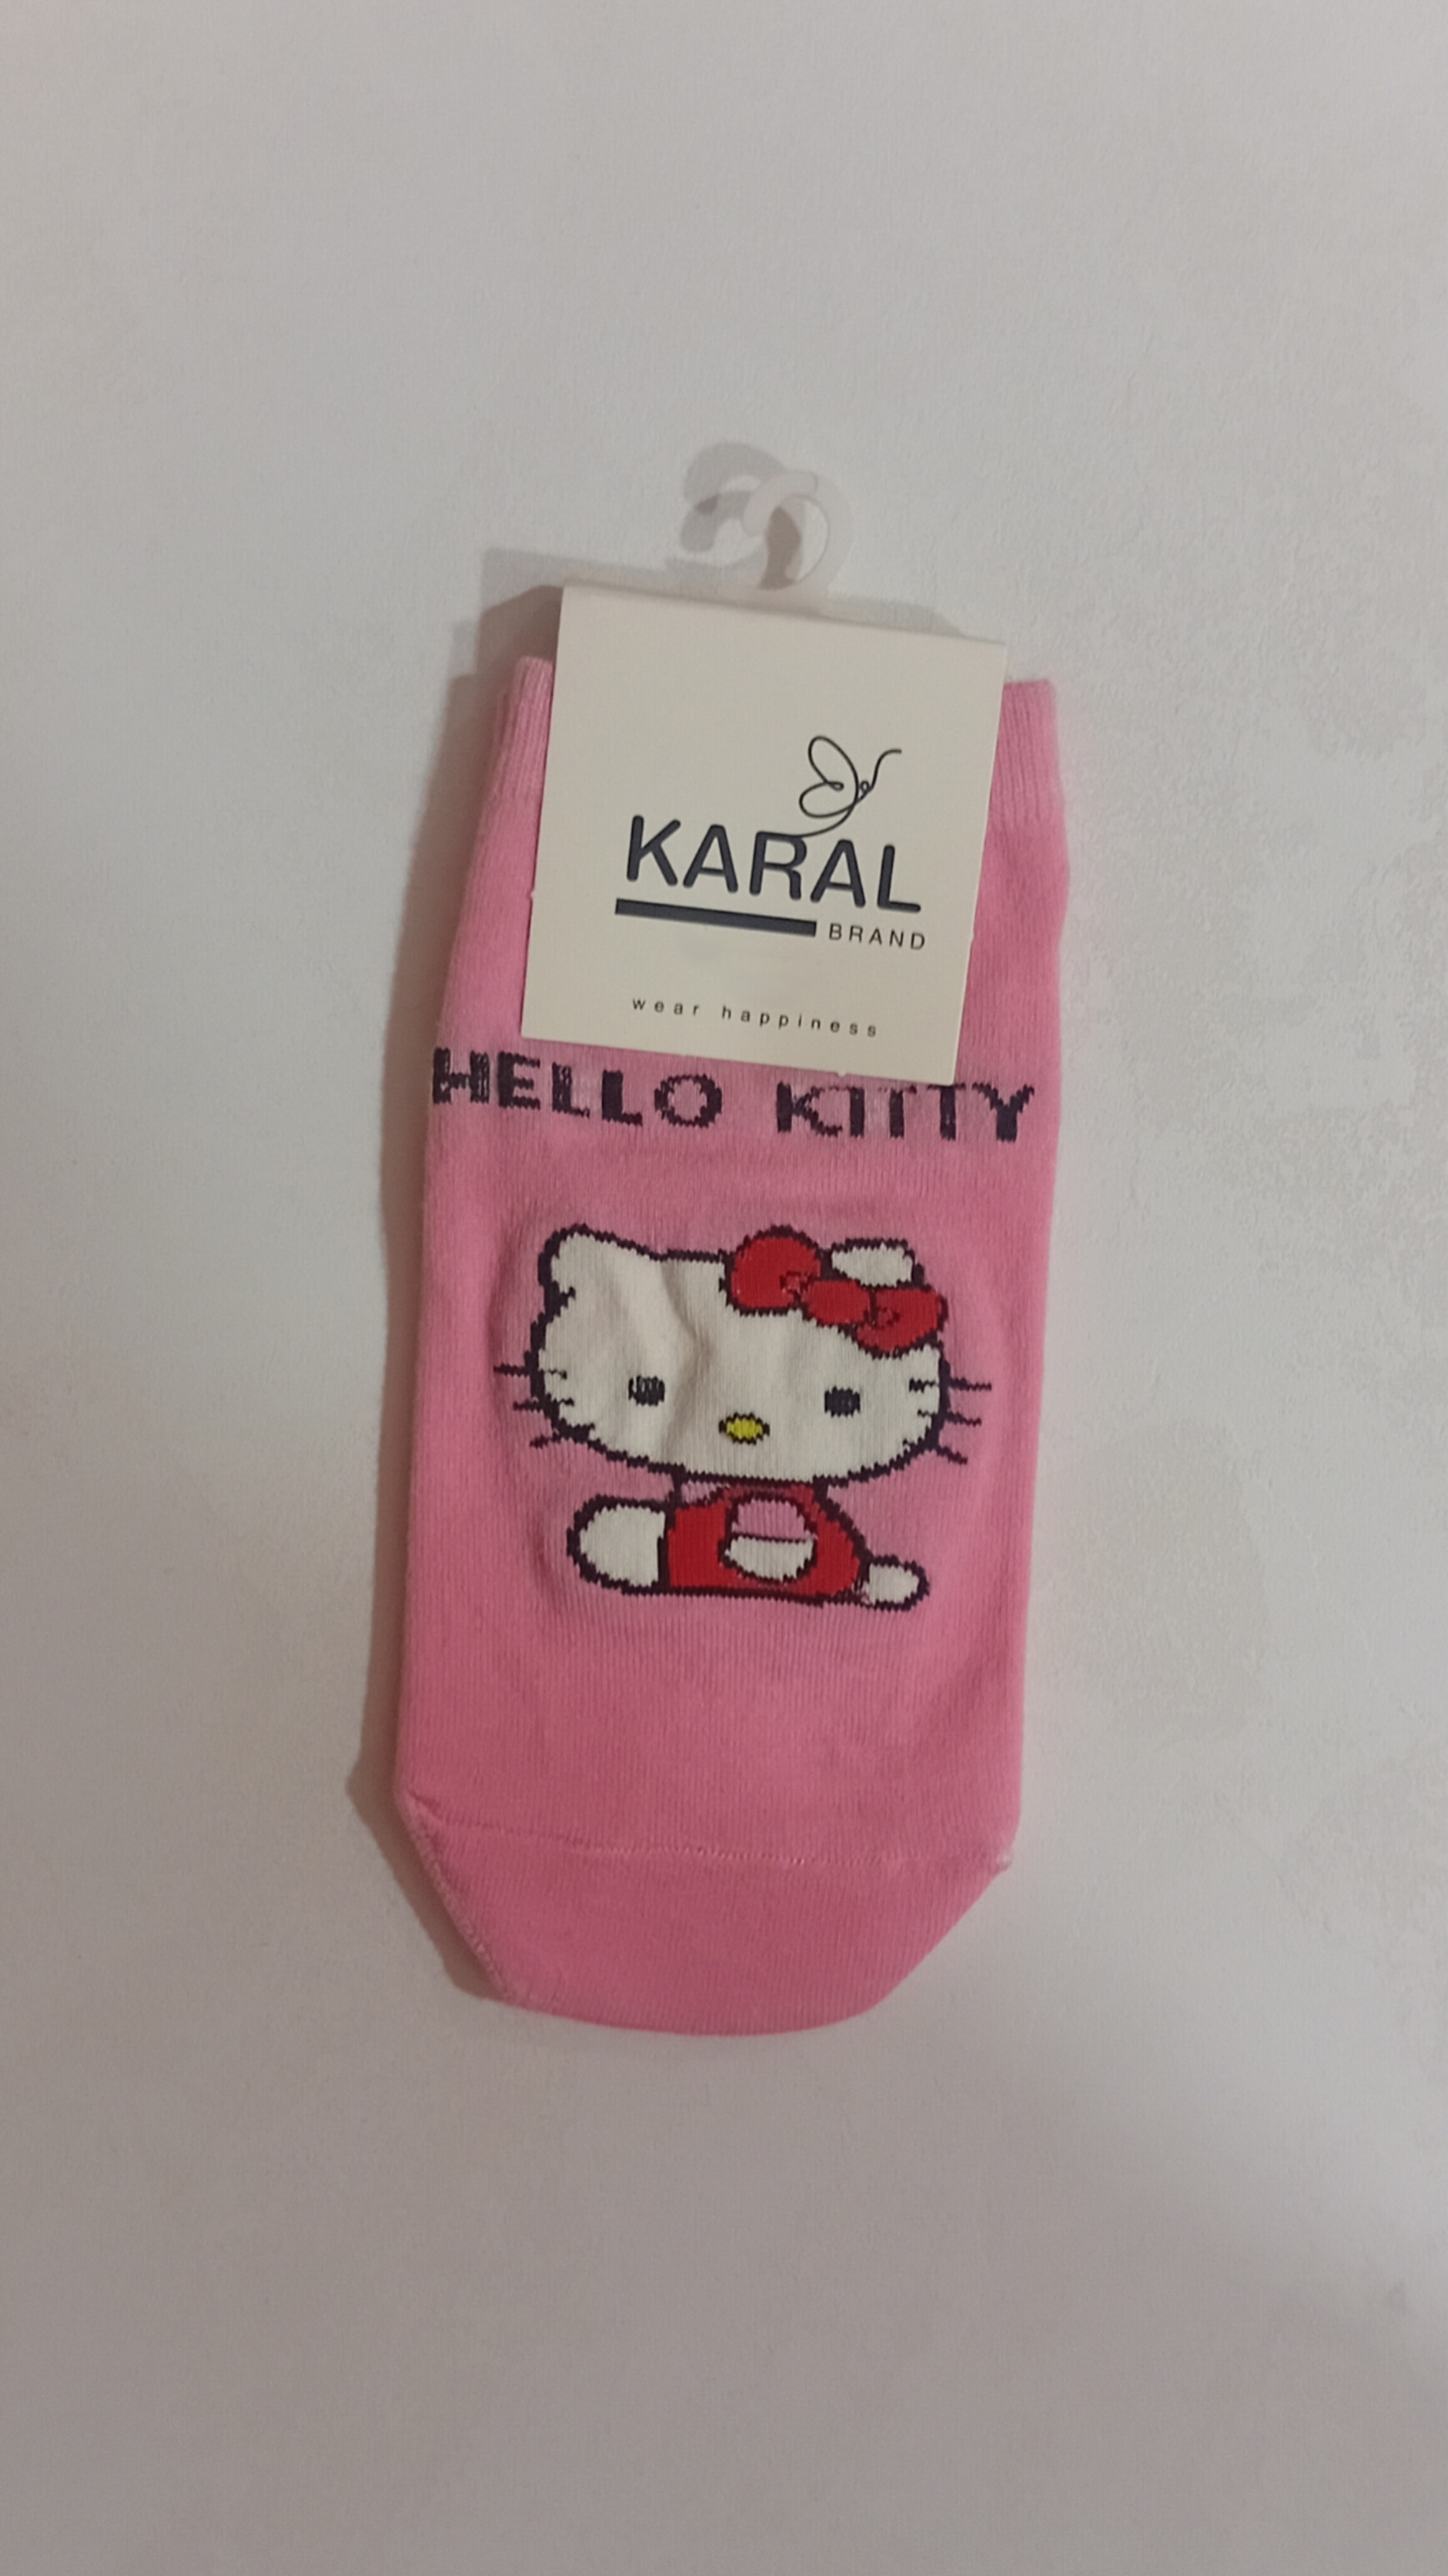 KARAL
BRAND
wear happiness
HELLO KITTY